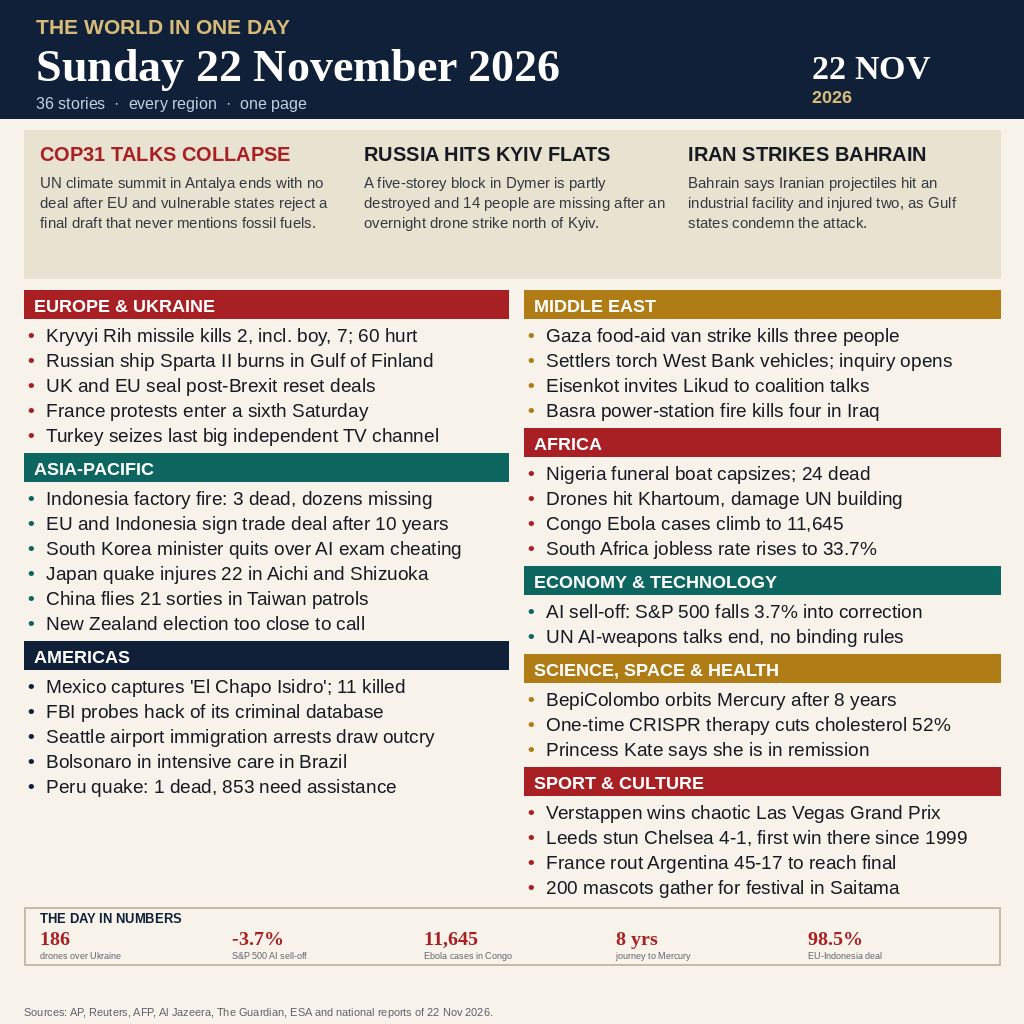 THE WORLD IN ONE DAY
Sunday 22 November 2026
36 stories · every region · one page
22 NOV
2026
COP31 TALKS COLLAPSE
UN climate summit in Antalya ends with no
deal after EU and vulnerable states reject a
final draft that never mentions fossil fuels.
RUSSIA HITS KYIV FLATS
A five-storey block in Dymer is partly
destroyed and 14 people are missing after an
overnight drone strike north of Kyiv.
IRAN STRIKES BAHRAIN
Bahrain says Iranian projectiles hit an
industrial facility and injured two, as Gulf
states condemn the attack.
EUROPE & UKRAINE
• Kryvyi Rih missile kills 2, incl. boy, 7; 60 hurt
• Russian ship Sparta II burns in Gulf of Finland
• UK and EU seal post-Brexit reset deals
• France protests enter a sixth Saturday
• Turkey seizes last big independent TV channel
ASIA-PACIFIC
• Indonesia factory fire: 3 dead, dozens missing
• EU and Indonesia sign trade deal after 10 years
• South Korea minister quits over AI exam cheating
• Japan quake injures 22 in Aichi and Shizuoka
• China flies 21 sorties in Taiwan patrols
• New Zealand election too close to call
AMERICAS
• Mexico captures 'El Chapo Isidro'; 11 killed
• FBI probes hack of its criminal database
• Seattle airport immigration arrests draw outcry
• Bolsonaro in intensive care in Brazil
• Peru quake: 1 dead, 853 need assistance
MIDDLE EAST
• Gaza food-aid van strike kills three people
• Settlers torch West Bank vehicles; inquiry opens
• Eisenkot invites Likud to coalition talks
• Basra power-station fire kills four in Iraq
AFRICA
• Nigeria funeral boat capsizes; 24 dead
• Drones hit Khartoum, damage UN building
• Congo Ebola cases climb to 11,645
• South Africa jobless rate rises to 33.7%
ECONOMY & TECHNOLOGY
• AI sell-off: S&P 500 falls 3.7% into correction
• UN AI-weapons talks end, no binding rules
SCIENCE, SPACE & HEALTH
• BepiColombo orbits Mercury after 8 years
• One-time CRISPR therapy cuts cholesterol 52%
• Princess Kate says she is in remission
SPORT & CULTURE
• Verstappen wins chaotic Las Vegas Grand Prix
• Leeds stun Chelsea 4-1, first win there since 1999
• France rout Argentina 45-17 to reach final
• 200 mascots gather for festival in Saitama
THE DAY IN NUMBERS
186
drones over Ukraine
-3.7%
S&P 500 AI sell-off
11,645
Ebola cases in Congo
8 yrs
journey to Mercury
98.5%
EU-Indonesia deal
Sources: AP, Reuters, AFP, Al Jazeera, The Guardian, ESA and national reports of 22 Nov 2026.